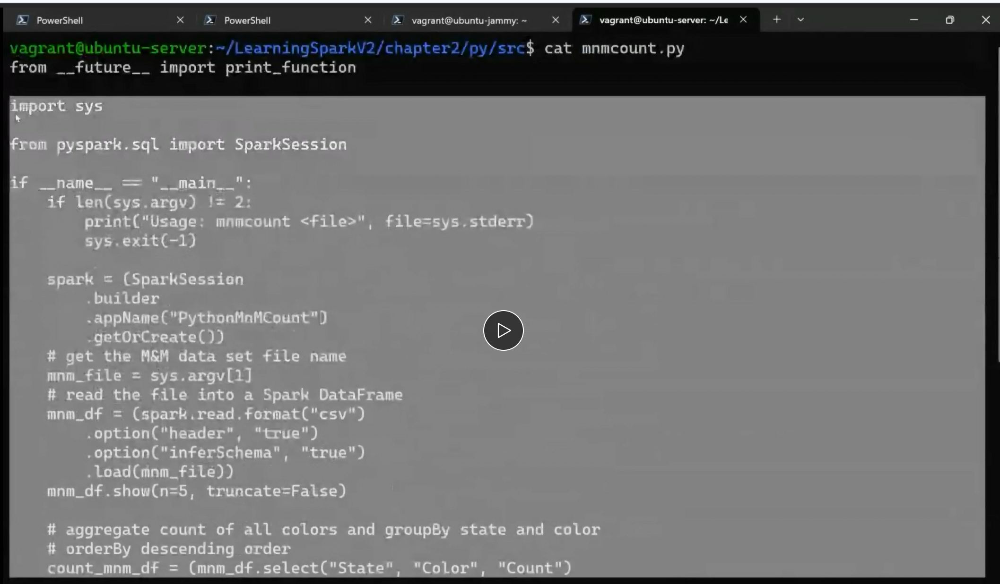 PowerShell
PowerShell
vagrant@ubuntu-jammy: ~
vagrant@ubuntu-server: ~/Le
vagrant@ubuntu-server:~/LearningSparkV2/chapter2/py/src$ cat mnmcount.py
from __future__ import print_function
import sys
from pyspark.sql import SparkSession
if __name__ == "__main__":
    if len(sys.argv) != 2:
        print("Usage: mnmcount <file>", file=sys.stderr)
        sys.exit(-1)
    spark = (SparkSession
        .builder
        .appName("PythonMnMCount")
        .getOrCreate())
    # get the M&M data set file name
    mnm_file = sys.argv[1]
    # read the file into a Spark DataFrame
    mnm_df = (spark.read.format("csv")
        .option("header", "true")
        .option("inferSchema", "true")
        .load(mnm_file))
    mnm_df.show(n=5, truncate=False)
    # aggregate count of all colors and groupBy state and color
    # orderBy descending order
    count_mnm_df = (mnm_df.select("State", "Color", "Count")